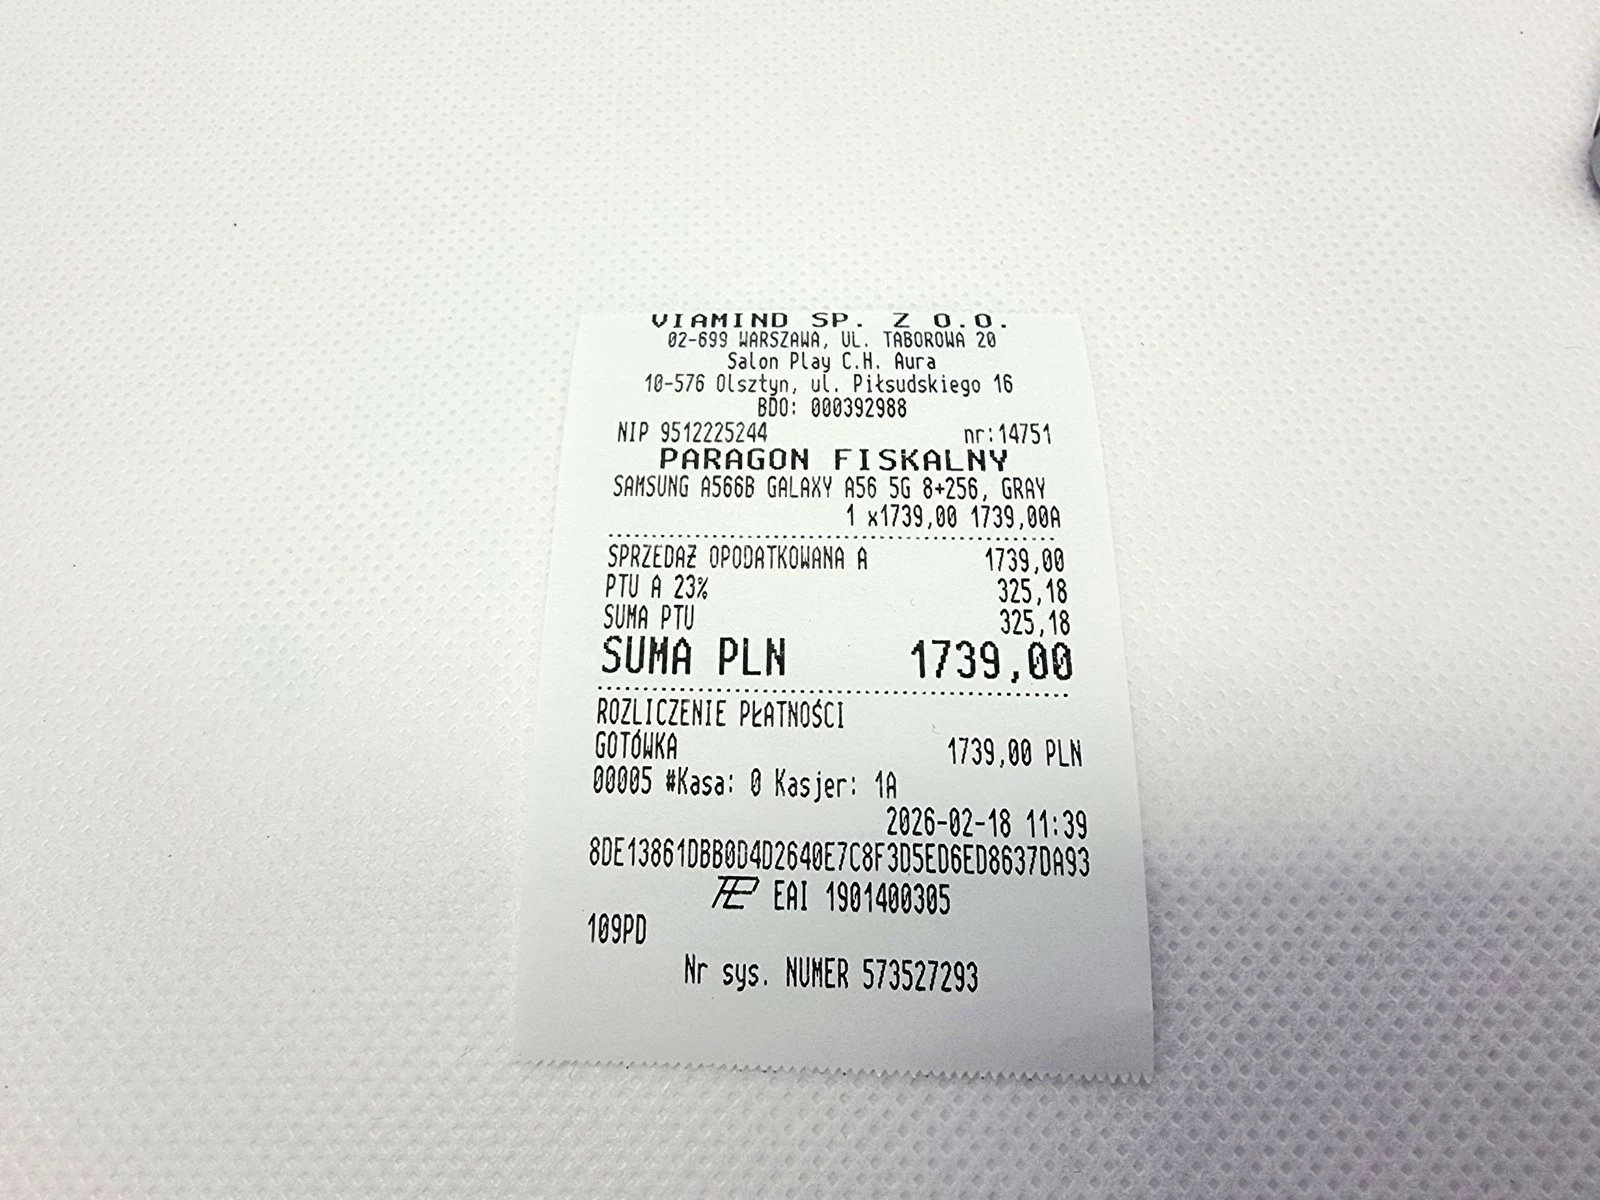 VIAMIND SP. Z O.O.
02-699 WARSZAWA, UL. TABOROWA 20
Salon Play C.H. Aura
10-576 Olsztyn, ul. Piłsudskiego 16
BDO: 000392988
NIP 9512225244 nr:14751
PARAGON FISKALNY
SAMSUNG A566B GALAXY A56 5G 8+256, GRAY
1 x1739,00 1739,00A
SPRZEDAŻ OPODATKOWANA A 1739,00
PTU A 23% 325,18
SUMA PTU 325,18
SUMA PLN 1739,00
ROZLICZENIE PŁATNOŚCI
GOTÓWKA 1739,00 PLN
00005 #Kasa: 0 Kasjer: 1A
2026-02-18 11:39
8DE13861DBB0D4D2640E7C8F3D5ED6ED8637DA93
EAI 1901400305
109PD
Nr sys. NUMER 573527293